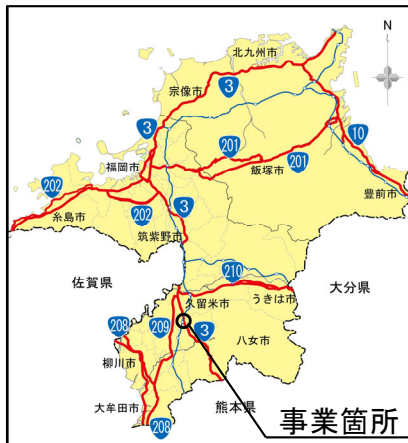 N
北九州市
宗像市
3
3
10
201
福岡市
飯塚市
201
豊前市
202
糸島市
202
3
筑紫野市
210
佐賀県
大分県
久留米市
うきは市
208
209
3
柳川市
八女市
大牟田市
熊本県
208
事業箇所